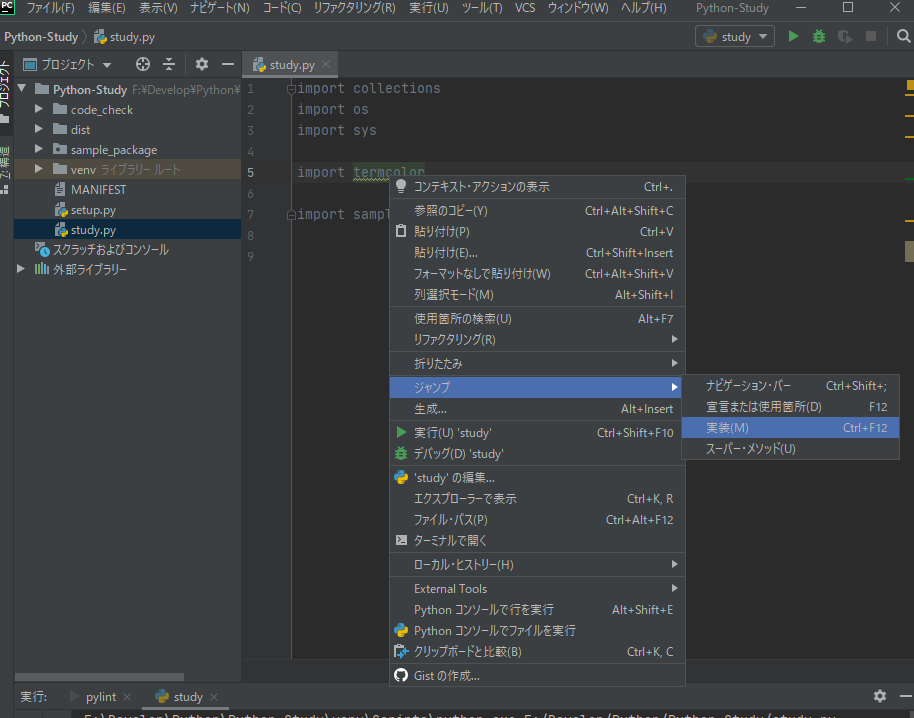 PC ファイル(F) 編集(E) 表示(V) ナビゲート(N) コード(C) リファクタリング(R) 実行(U) ツール(T) VCS ウィンドウ(W) ヘルプ(H) Python-Study
Python-Study study.py study
プロジェクト
プロジェクト
Python-Study F:¥Develop¥Python¥
code_check
dist
sample_package
venv ライブラリー ルート
MANIFEST
setup.py
study.py
スクラッチおよびコンソール
外部ライブラリー
Z: 構造
study.py
1 import collections
2 import os
3 import sys
4
5 import termcolor
6
7 import sampl
8
9
コンテキスト・アクションの表示 Ctrl+.
参照のコピー(Y) Ctrl+Alt+Shift+C
貼り付け(P) Ctrl+V
貼り付け(E)... Ctrl+Shift+Insert
フォーマットなしで貼り付け(W) Ctrl+Alt+Shift+V
列選択モード(M) Alt+Shift+I
使用箇所の検索(U) Alt+F7
リファクタリング(R)
折りたたみ
ジャンプ
生成... Alt+Insert
実行(U) 'study' Ctrl+Shift+F10
デバッグ(D) 'study'
'study' の編集...
エクスプローラーで表示 Ctrl+K, R
ファイル・パス(P) Ctrl+Alt+F12
ターミナルで開く
ローカル・ヒストリー(H)
External Tools
Python コンソールで行を実行 Alt+Shift+E
Python コンソールでファイルを実行
クリップボードと比較(B) Ctrl+K, C
Gist の作成...
ナビゲーション・バー Ctrl+Shift+;
宣言または使用箇所(D) F12
実装(M) Ctrl+F12
スーパー・メソッド(U)
実行: pylint study